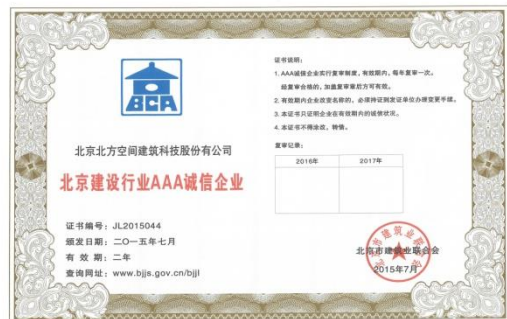 BCA
北京北方空间建筑科技股份有限公司
北京建设行业AAA诚信企业
证书编号：JL2015044
颁发日期：二〇一五年七月
有 效 期：二年
查询网址：www.bjjs.gov.cn/bjjl
证书说明：
1. AAA诚信企业实行复审制度，有效期内，每年复审一次，
经复审合格的，加盖复审章后方可有效。
2. 有效期内企业改变名称的，必须持证到发证单位办理变更手续。
3. 本证书只证明企业在有效期内的诚信状况。
4. 本证书不得涂改，转借。
复审记录：
2016年 2017年
北京市建筑业联合会
2015年7月